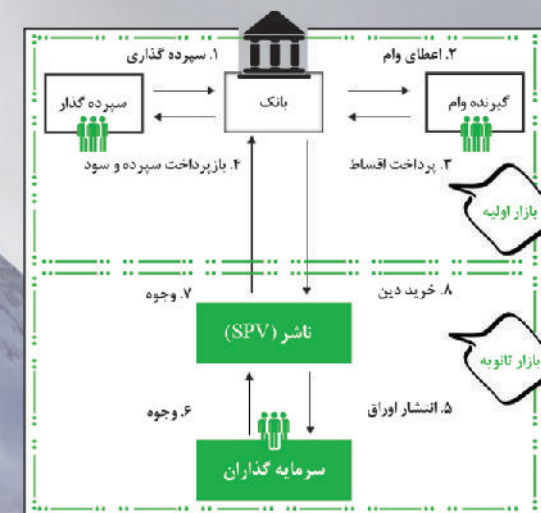 ۱. سپرده گذاری
۲. اعطای وام
سپرده گذار
بانک
گیرنده وام
۴. بازپرداخت سپرده و سود
۳. پرداخت اقساط
بازار اولیه
۷. وجوه
۸. خرید دین
ناشر (SPV)
بازار ثانویه
۶. وجوه
۵. انتشار اوراق
سرمایه گذاران